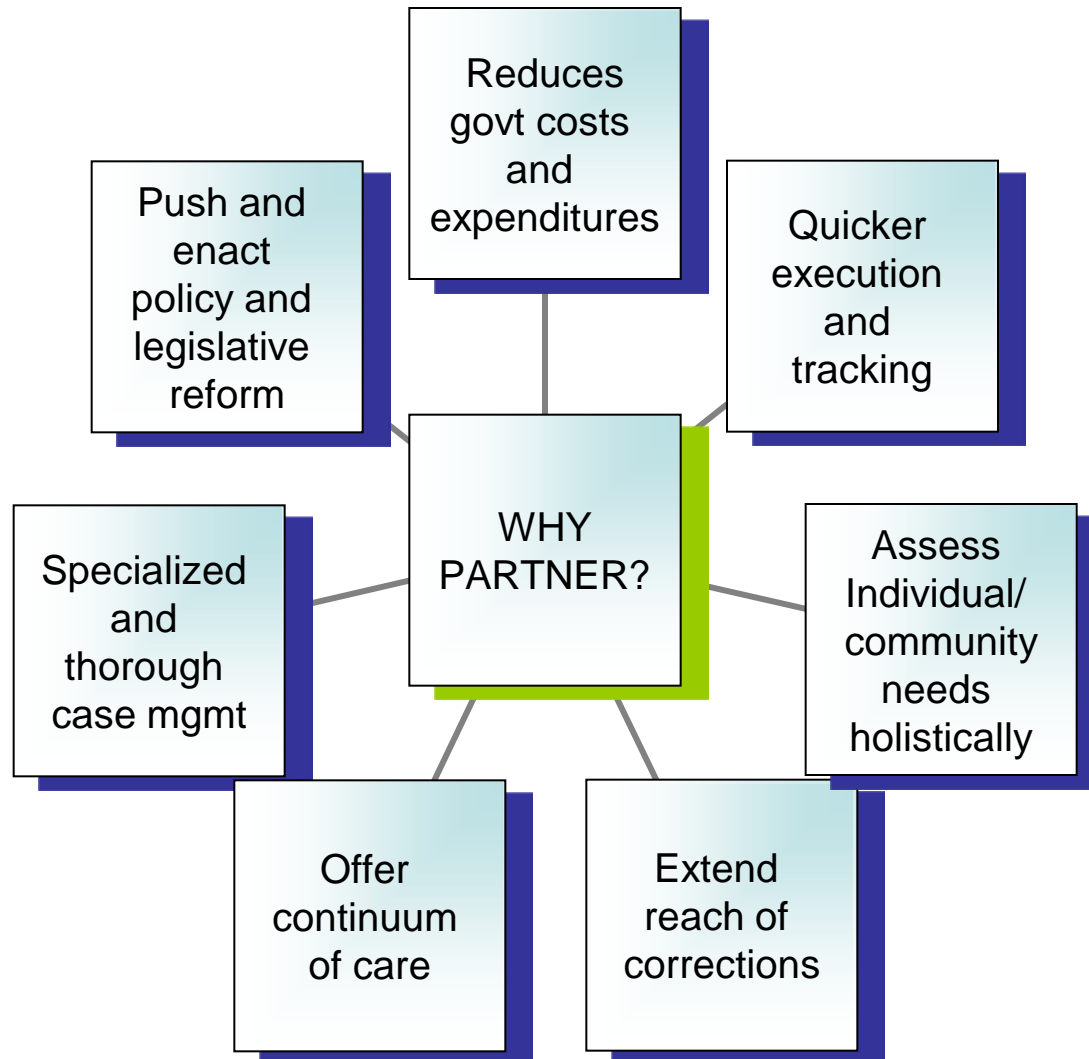 Reduces
govt costs
and
expenditures
Quicker
execution
and
tracking
Assess
Individual/
community
needs
holistically
Extend
reach of
corrections
Offer
continuum
of care
Specialized
and
thorough
case mgmt
Push and
enact
policy and
legislative
reform
WHY
PARTNER?